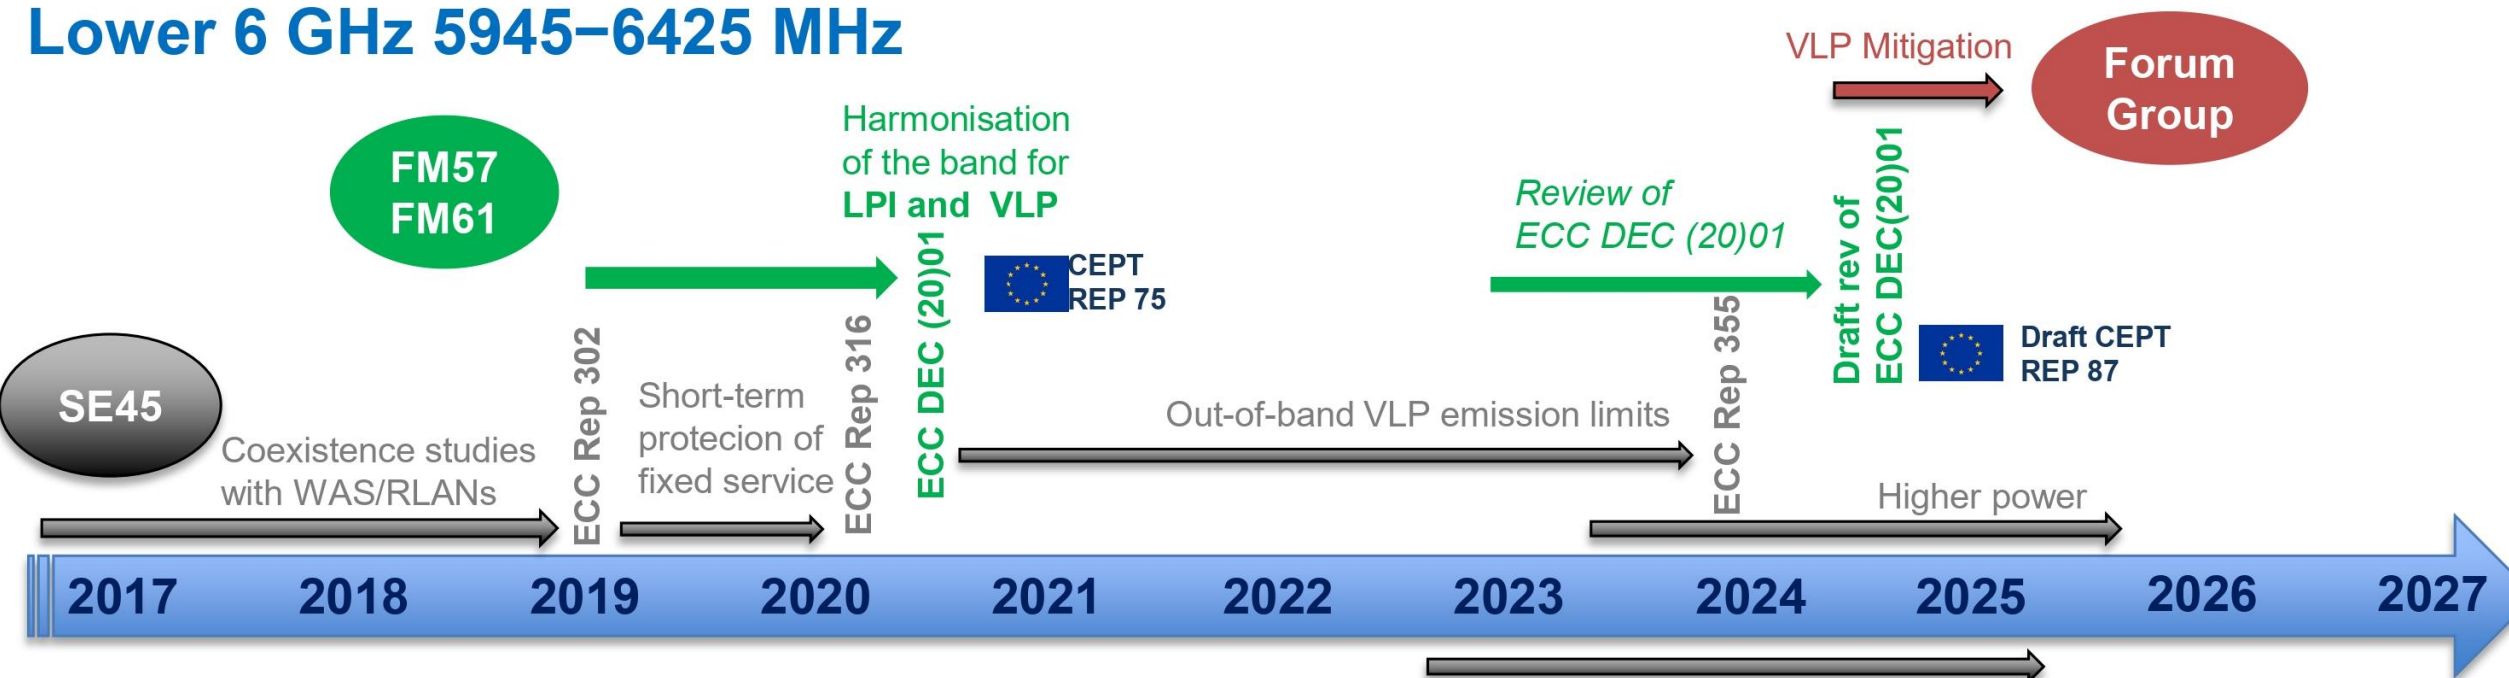 Lower 6 GHz 5945–6425 MHz
VLP Mitigation
Forum
Group
FM57
FM61
Harmonisation
of the band for
LPI and VLP
Review of
ECC DEC (20)01
Draft rev of
ECC DEC(20)01
CEPT
REP 75
Draft CEPT
REP 87
SE45
Coexistence studies
with WAS/RLANs
ECC Rep 302
Short-term
protecion of
fixed service
ECC Rep 316
ECC DEC (20)01
Out-of-band VLP emission limits
ECC Rep 355
Higher power
2017 2018 2019 2020 2021 2022 2023 2024 2025 2026 2027